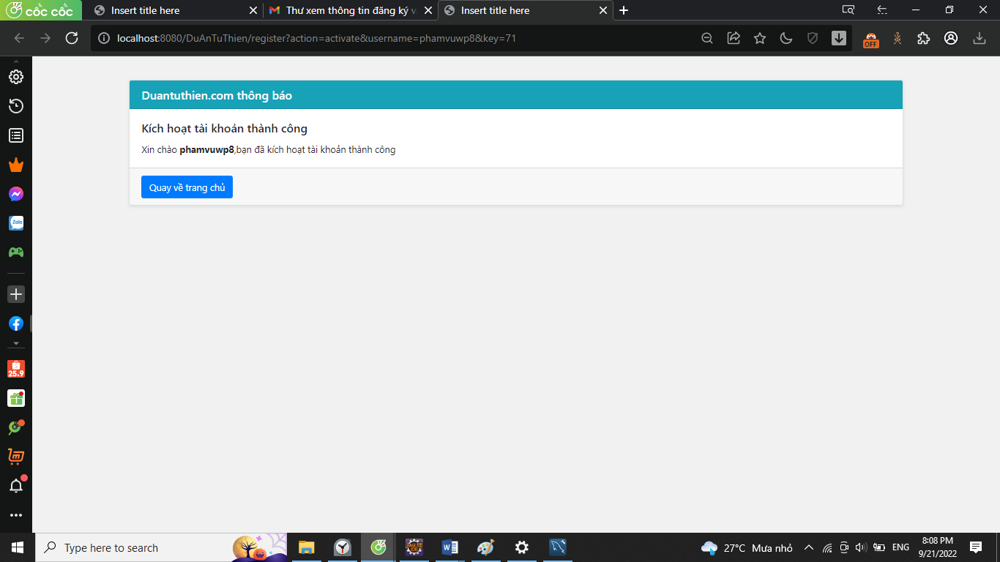 cốc cốc
Insert title here
Thư xem thông tin đăng ký v
Insert title here
localhost:8080/DuAnTuThien/register?action=activate&username=phamvuwp8&key=71
OFF
Duantuthien.com thông báo
Kích hoạt tài khoản thành công
Xin chào phamvuwp8,bạn đã kích hoạt tài khoản thành công
Quay về trang chủ
Zalo
25.9
Type here to search
27°C Mưa nhỏ
ENG
8:08 PM
9/21/2022